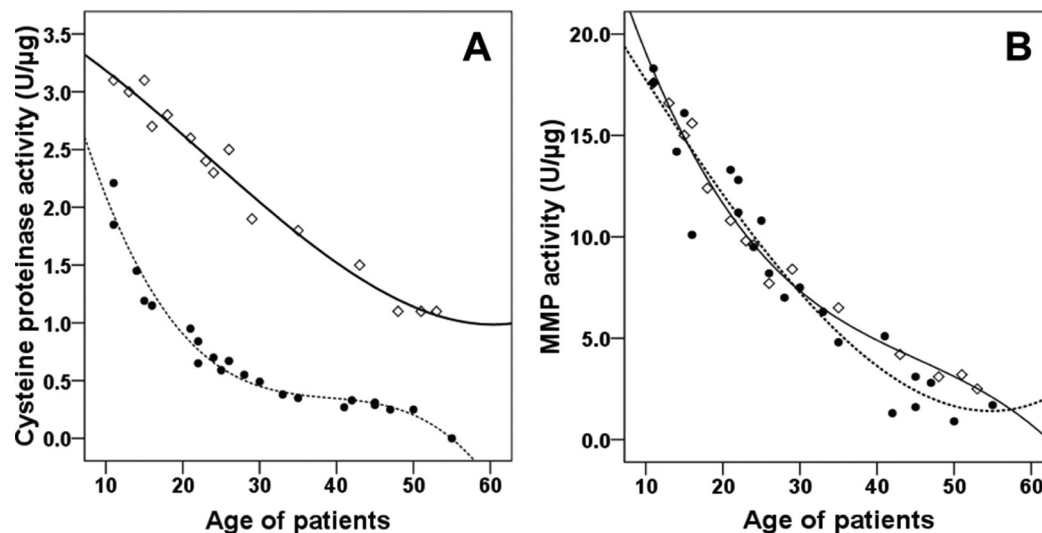 A
Cysteine proteinase activity (U/µg)
3.5
3.0
2.5
2.0
1.5
1.0
0.5
0.0
10 20 30 40 50 60
Age of patients
B
MMP activity (U/µg)
20.0
15.0
10.0
5.0
0.0
10 20 30 40 50 60
Age of patients